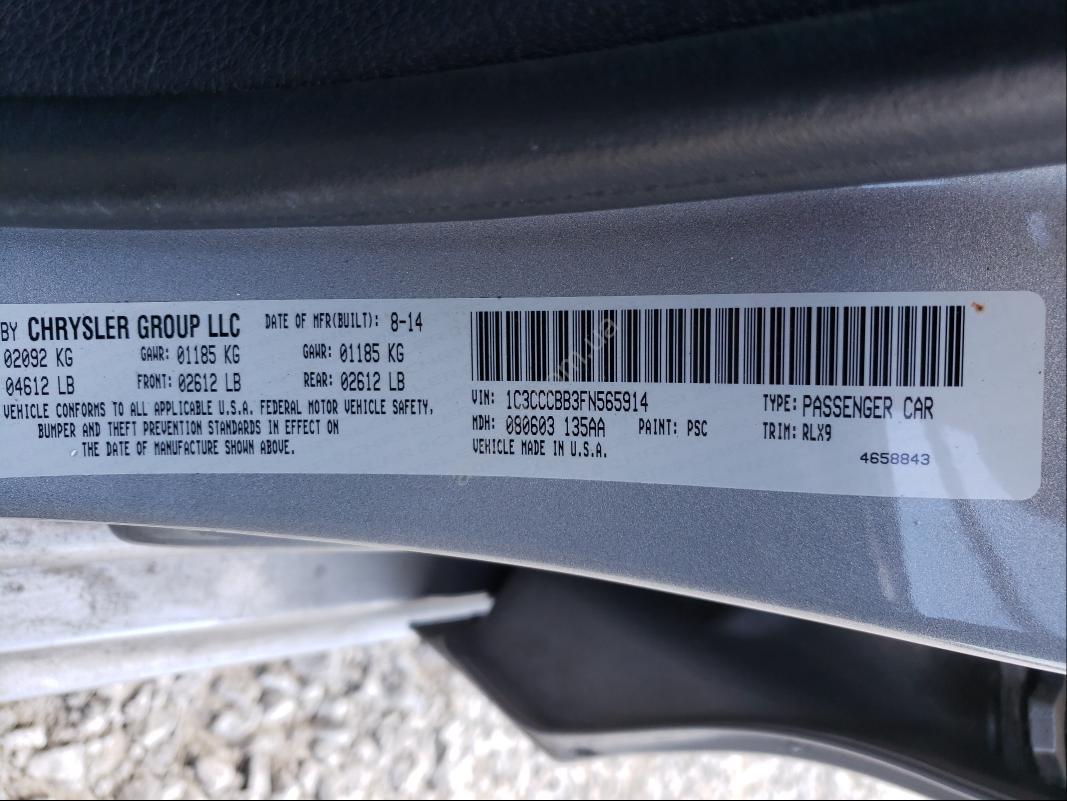 BY CHRYSLER GROUP LLC DATE OF MFR(BUILT): 8-14
02092 KG GAWR: 01185 KG GAWR: 01185 KG
04612 LB FRONT: 02612 LB REAR: 02612 LB
VEHICLE CONFORMS TO ALL APPLICABLE U.S.A. FEDERAL MOTOR VEHICLE SAFETY,
BUMPER AND THEFT PREVENTION STANDARDS IN EFFECT ON
THE DATE OF MANUFACTURE SHOWN ABOVE.
VIN: 1C3CCCBB3FN565914 TYPE: PASSENGER CAR
MDH: 080603 135AA PAINT: PSC TRIM: RLX9
VEHICLE MADE IN U.S.A.
4658843